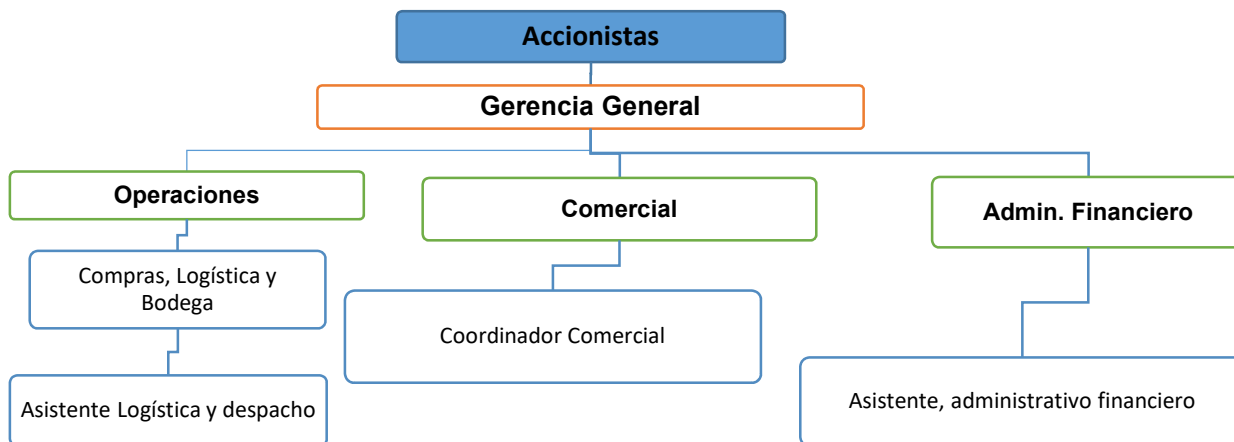 Accionistas
Gerencia General
Operaciones
Comercial
Admin. Financiero
Compras, Logística y
Bodega
Coordinador Comercial
Asistente Logística y despacho
Asistente, administrativo financiero